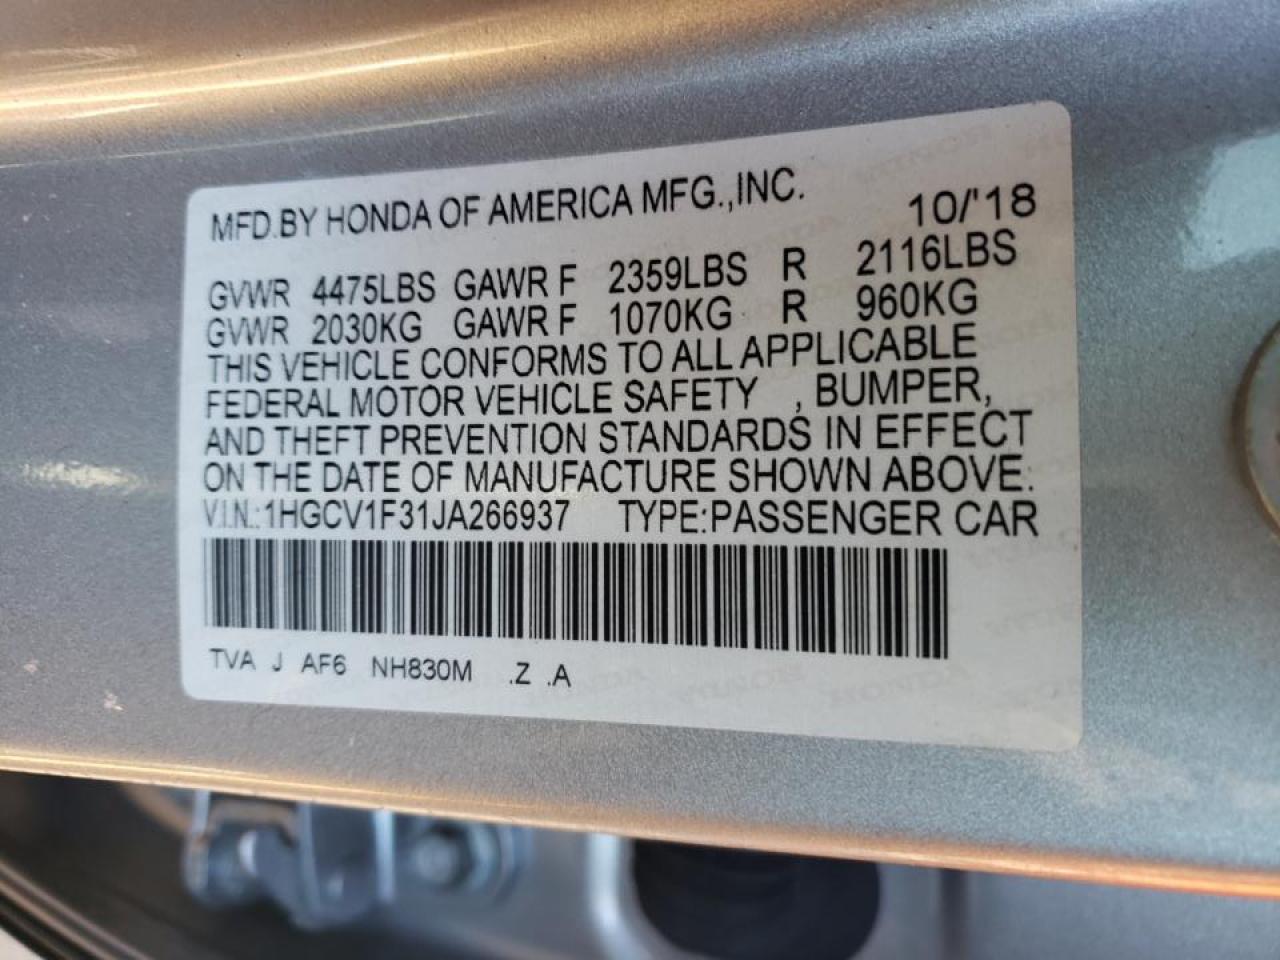 MFD.BY HONDA OF AMERICA MFG.,INC. 10/'18
GVWR 4475LBS GAWR F 2359LBS R 2116LBS
GVWR 2030KG GAWR F 1070KG R 960KG
THIS VEHICLE CONFORMS TO ALL APPLICABLE
FEDERAL MOTOR VEHICLE SAFETY , BUMPER,
AND THEFT PREVENTION STANDARDS IN EFFECT
ON THE DATE OF MANUFACTURE SHOWN ABOVE.
V.I.N.:1HGCV1F31JA266937 TYPE:PASSENGER CAR
TVA J AF6 NH830M .Z .A